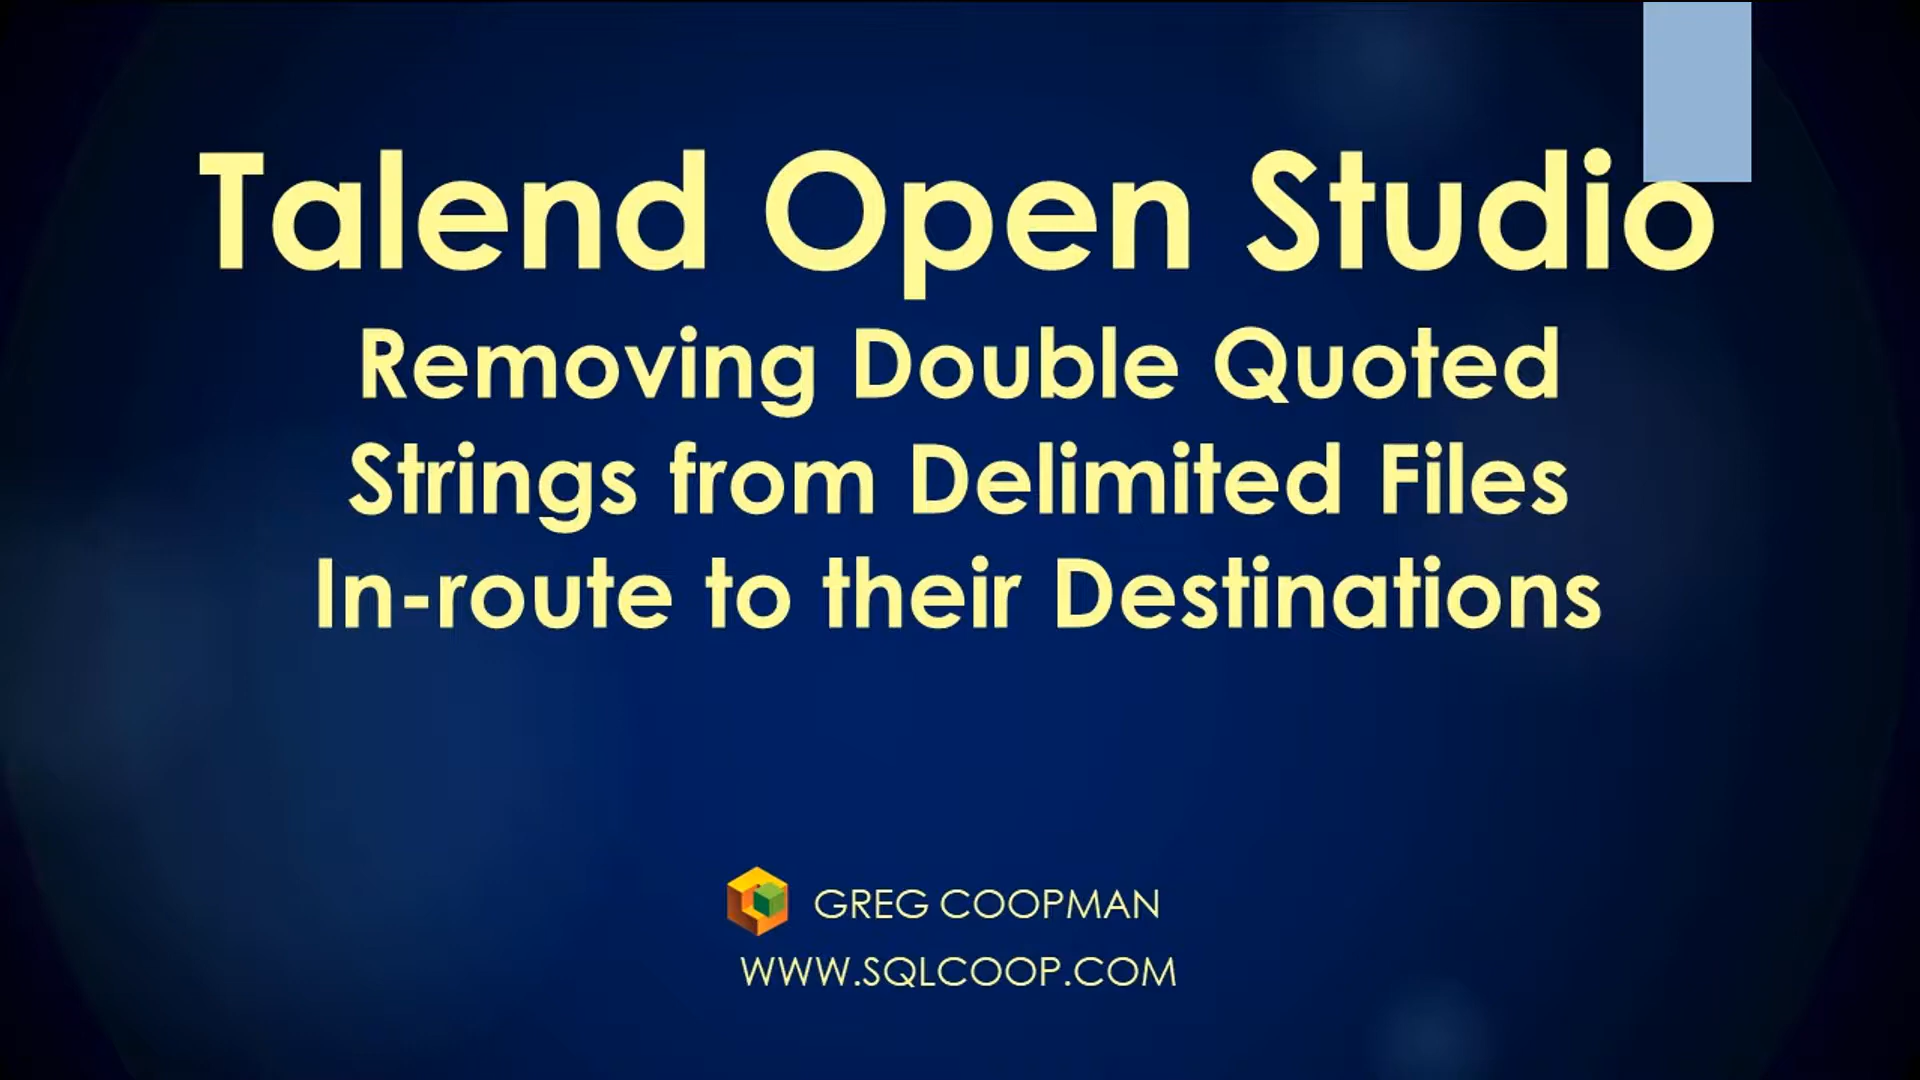 Talend Open Studio
Removing Double Quoted
Strings from Delimited Files
In-route to their Destinations
GREG COOPMAN
WWW.SQLCOOP.COM